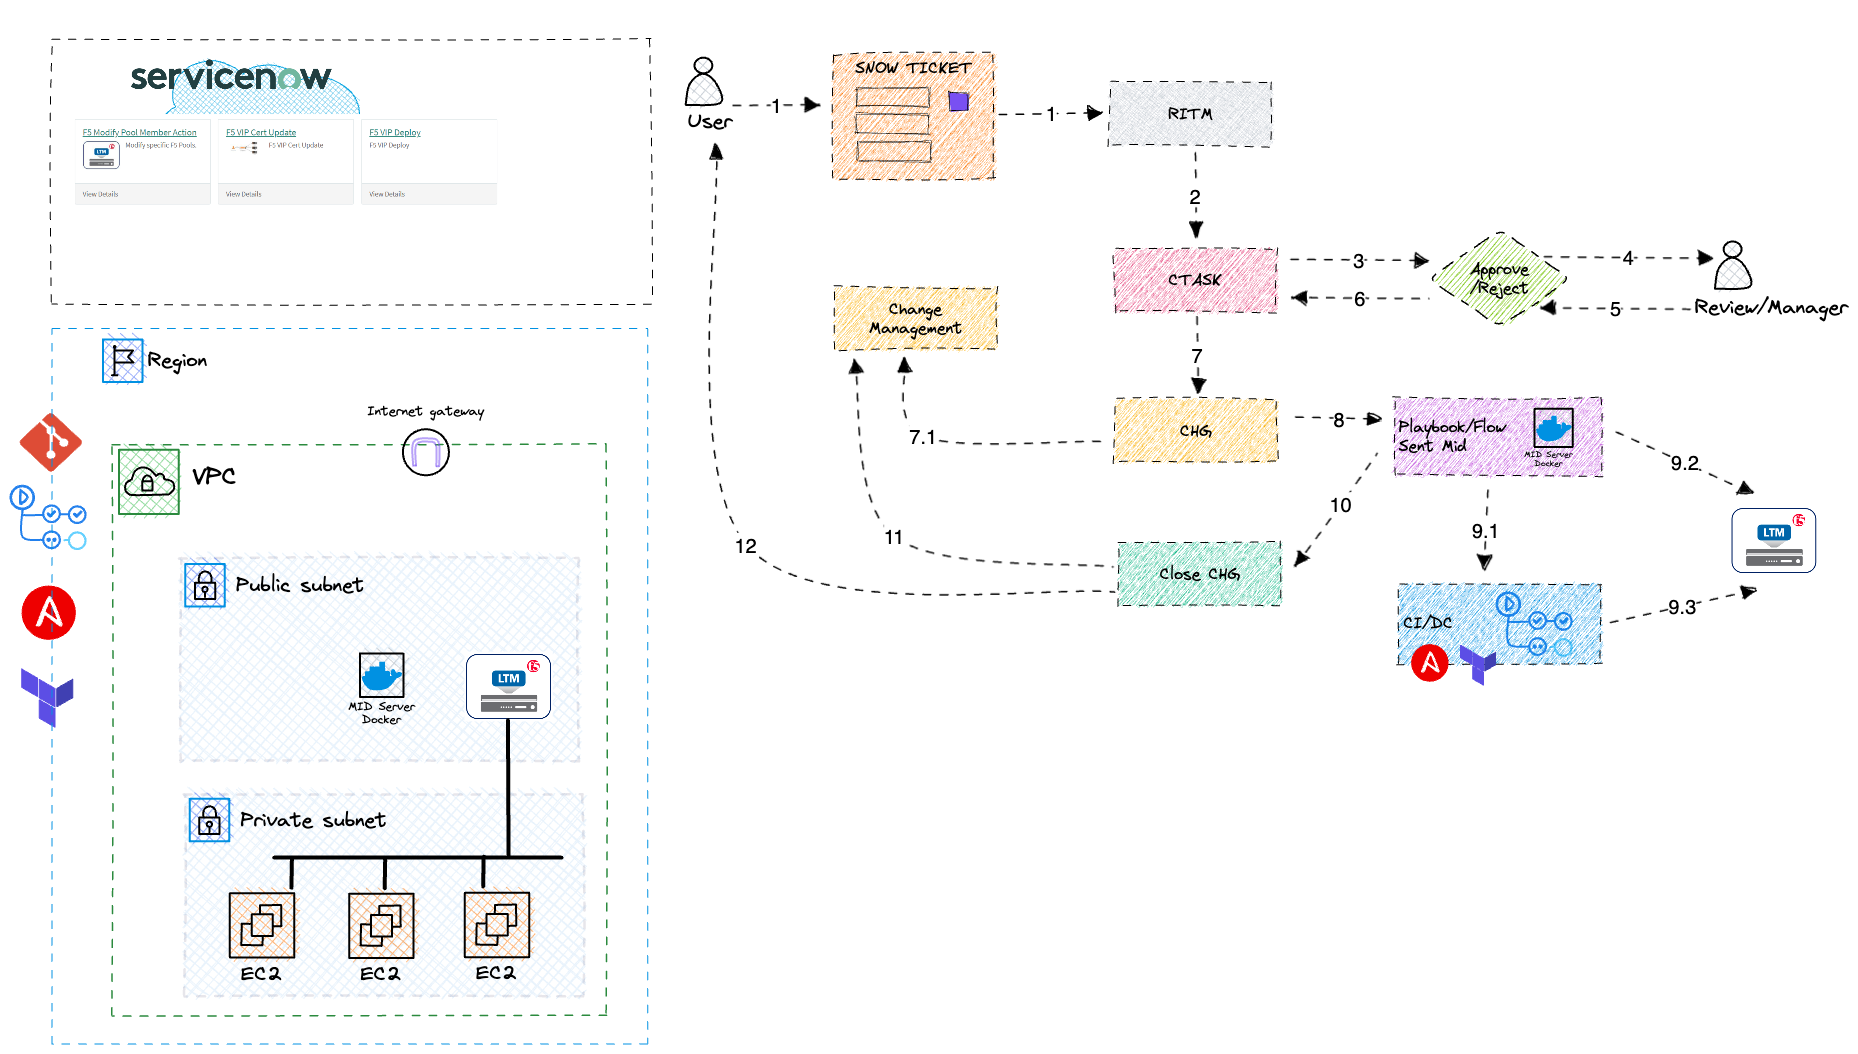 servicenow
F5 Modify Pool Member Action
LTM
Modify specific F5 Pools.
View Details
F5 VIP Cert Update
F5 VIP Cert Update
View Details
F5 VIP Deploy
F5 VIP Deploy
View Details
Region
Internet gateway
VPC
Public subnet
MID Server
Docker
LTM
Private subnet
EC2
EC2
EC2
User
1
SNOW TICKET
1
RITM
2
CTASK
3
Approve
/Reject
4
5
6
Review/Manager
Change
Management
7
7.1
CHG
8
Playbook/Flow
Sent Mid
MID Server
Docker
9.2
10
9.1
LTM
11
12
Close CHG
9.3
CI/DC